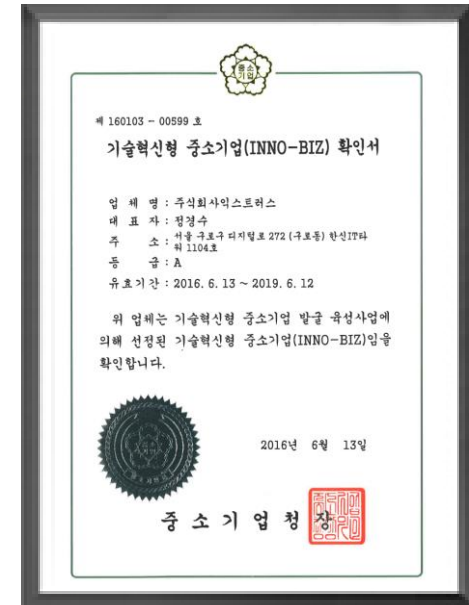 중소
기업
제 160103 - 00599 호
기술혁신형 중소기업(INNO-BIZ) 확인서
업 체 명 : 주식회사익스트러스
대 표 자 : 정경수
주 소 : 서울 구로구 디지털로 272 (구로동) 한신IT타
워 1104호
등 급 : A
유효기간 : 2016. 6. 13 ~ 2019. 6. 12
위 업체는 기술혁신형 중소기업 발굴 육성사업에
의해 선정된 기술혁신형 중소기업(INNO-BIZ)임을
확인합니다.
2016년 6월 13일
중 소 기 업 청 장